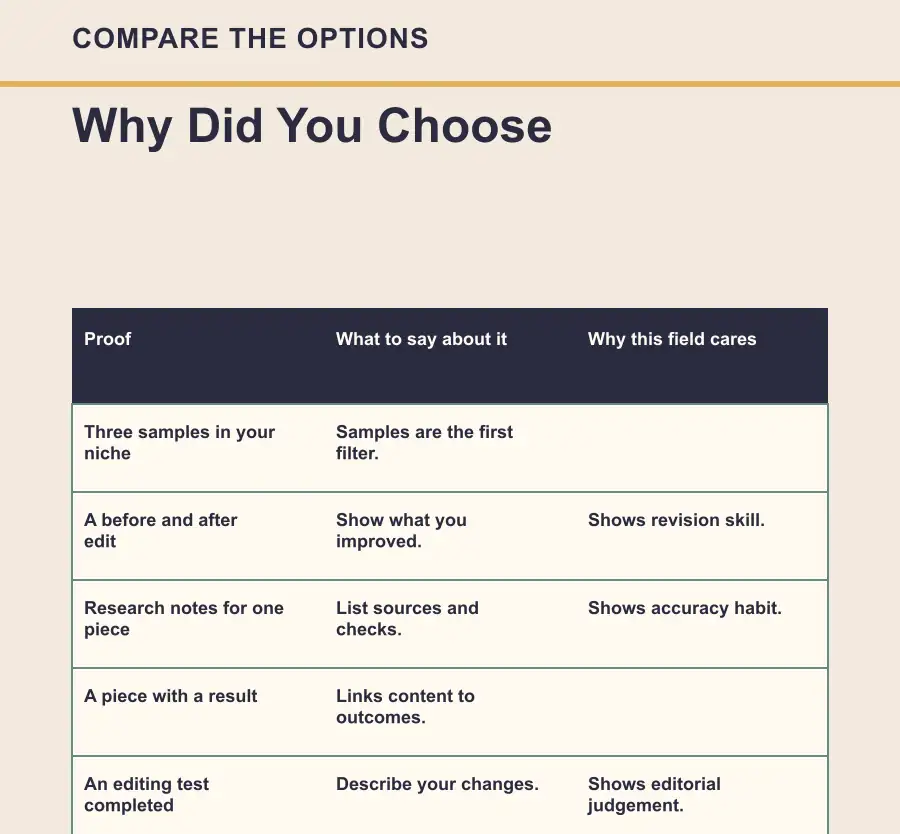 COMPARE THE OPTIONS
Why Did You Choose
Proof
What to say about it
Why this field cares
Three samples in your
niche
Samples are the first
filter.
A before and after
edit
Show what you
improved.
Shows revision skill.
Research notes for one
piece
List sources and
checks.
Shows accuracy habit.
A piece with a result
Links content to
outcomes.
An editing test
completed
Describe your changes.
Shows editorial
judgement.